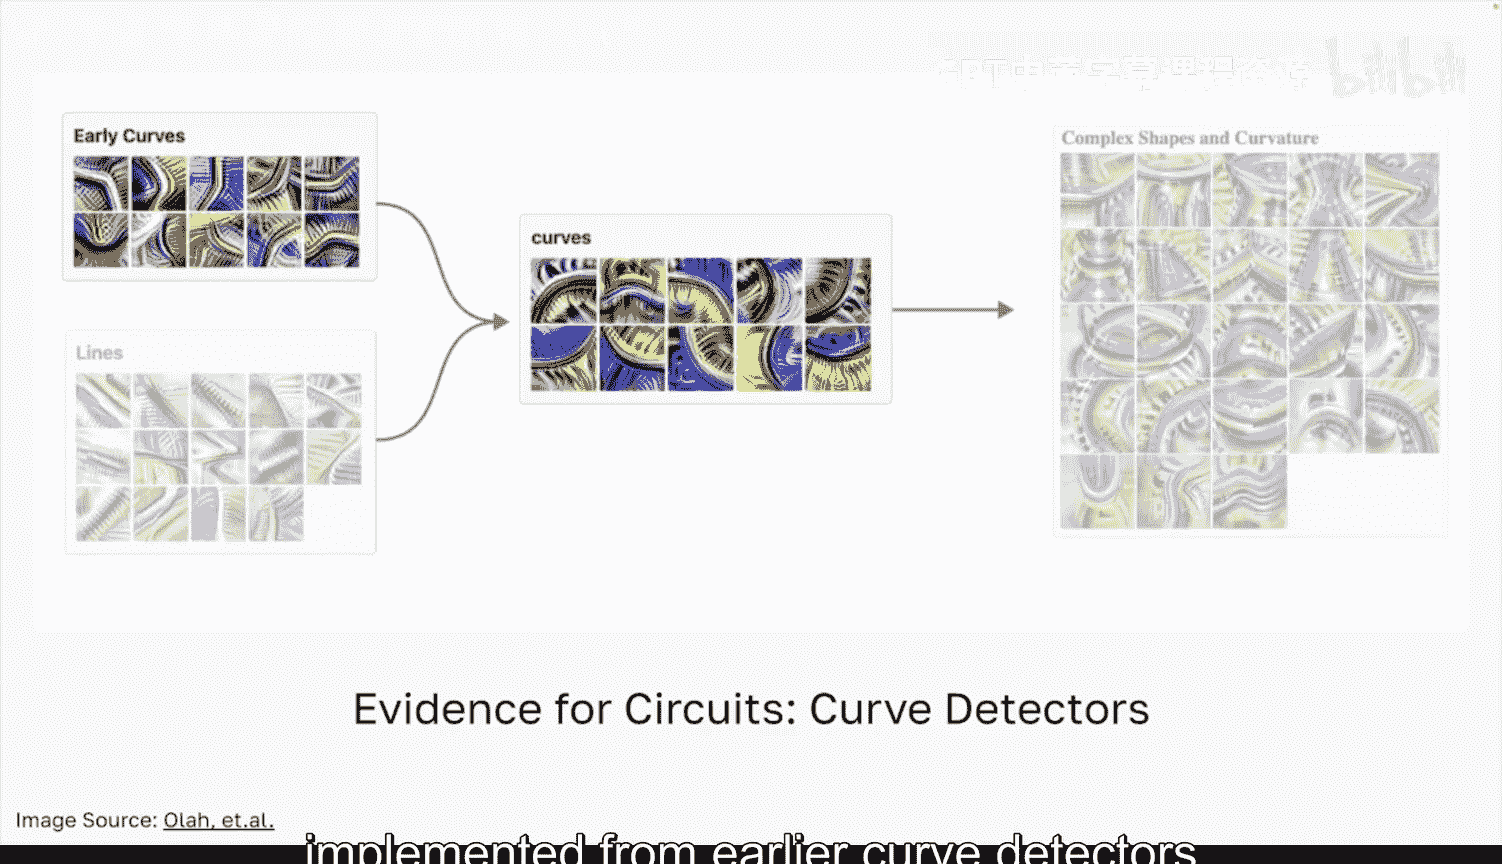 Early Curves
Complex Shapes and Curvature
curves
Lines
Evidence for Circuits: Curve Detectors
Image Source: Olah, et.al.
implemented from earlier curve detectors
bilibili